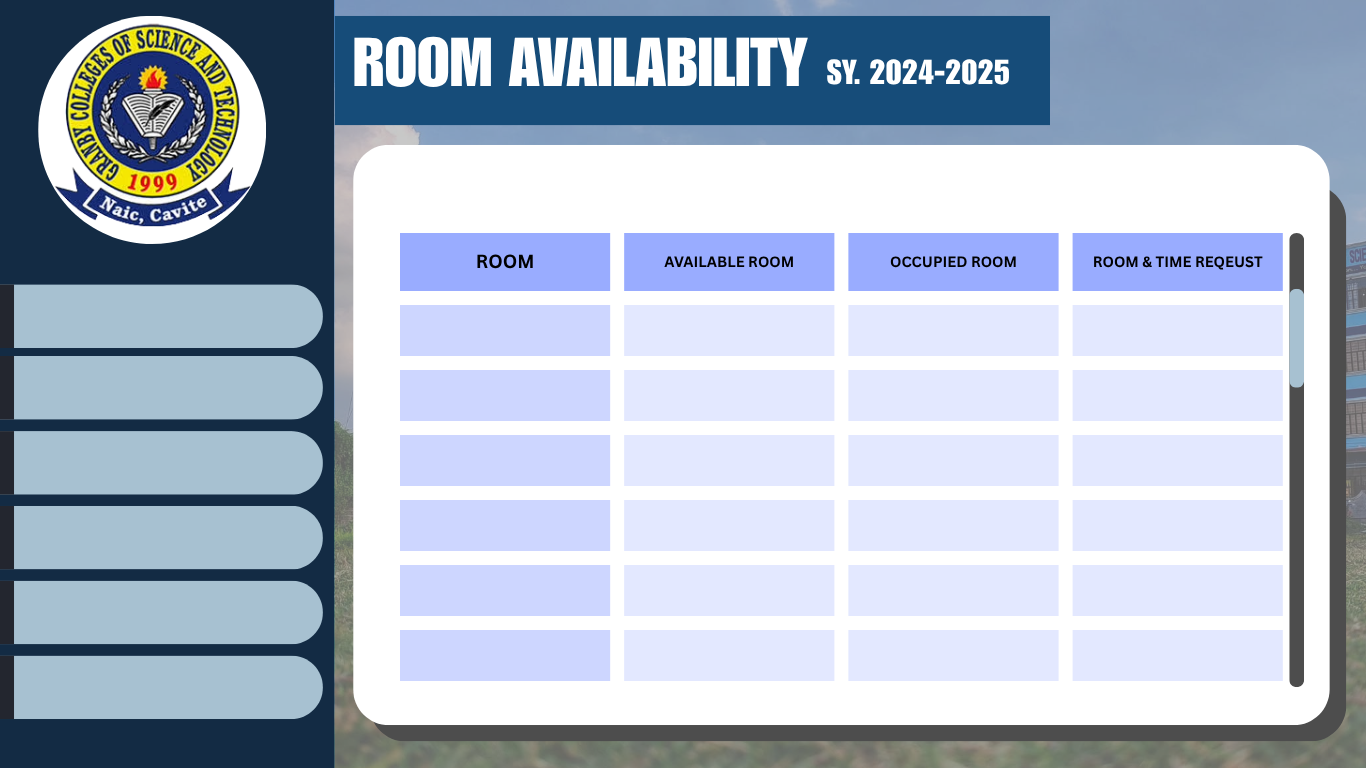 GRANBY COLLEGES OF SCIENCE AND TECHNOLOGY
1999
Naic, Cavite
ROOM AVAILABILITY SY. 2024-2025
ROOM AVAILABLE ROOM OCCUPIED ROOM ROOM & TIME REQEUST
SCIE